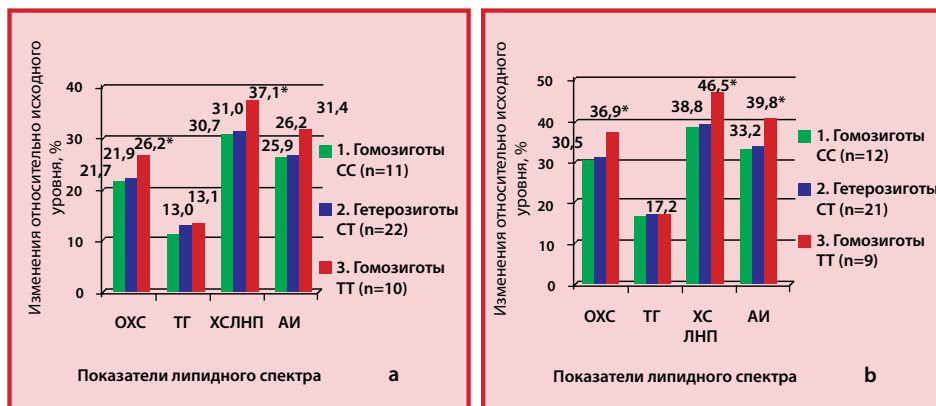 Изменения относительно исходного
уровня, %
40
30
20
10
0
21,7
21,9
26,2*
13,0
13,1
30,7
31,0
37,1*
25,9
26,2
31,4
ОХС ТГ ХСЛНП АИ
1. Гомозиготы
СС (n=11)
2. Гетерозиготы
СТ (n=22)
3. Гомозиготы
ТТ (n=10)
Показатели липидного спектра a
Изменения относительно исходного
уровня, %
50
40
30
20
10
0
30,5
36,9*
17,2
38,8
46,5*
33,2
39,8*
ОХС ТГ ХС АИ
ЛНП
1. Гомозиготы
СС (n=12)
2. Гетерозиготы
СТ (n=21)
3. Гомозиготы
ТТ (n=9)
Показатели липидного спектра b